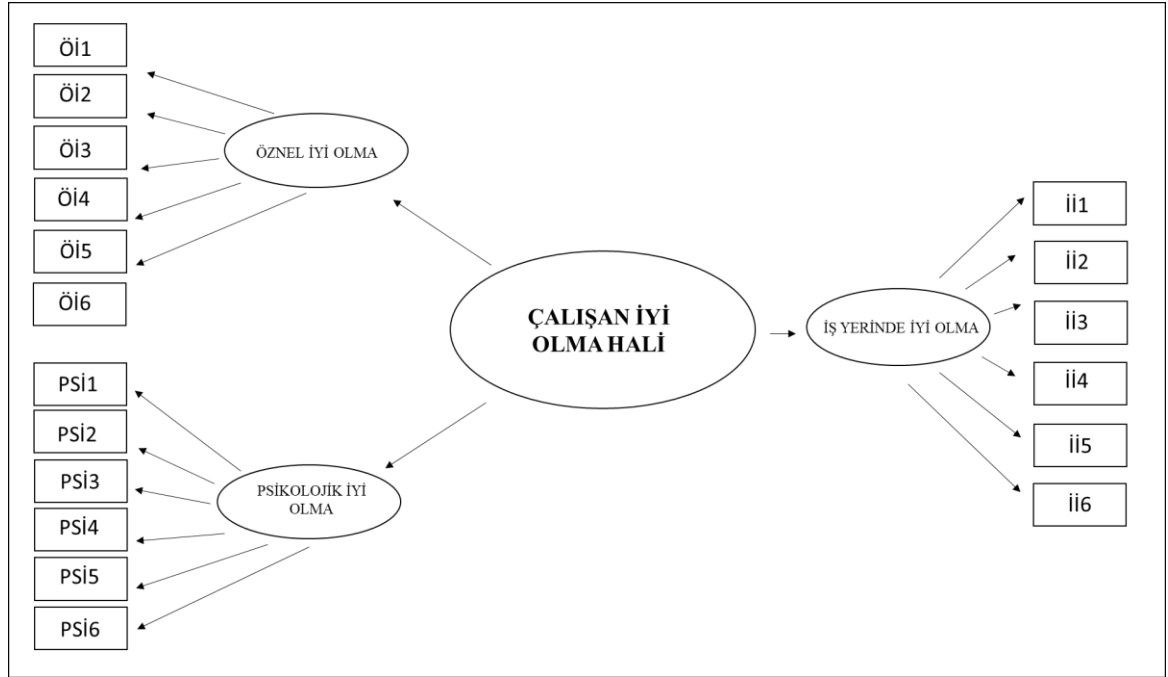 Öİ1
Öİ2
Öİ3
Öİ4
Öİ5
Öİ6
ÖZNEL İYİ OLMA
PSİ1
PSİ2
PSİ3
PSİ4
PSİ5
PSİ6
PSİKOLOJİK İYİ
OLMA
ÇALIŞAN İYİ
OLMA HALİ
İŞ YERİNDE İYİ OLMA
İİ1
İİ2
İİ3
İİ4
İİ5
İİ6